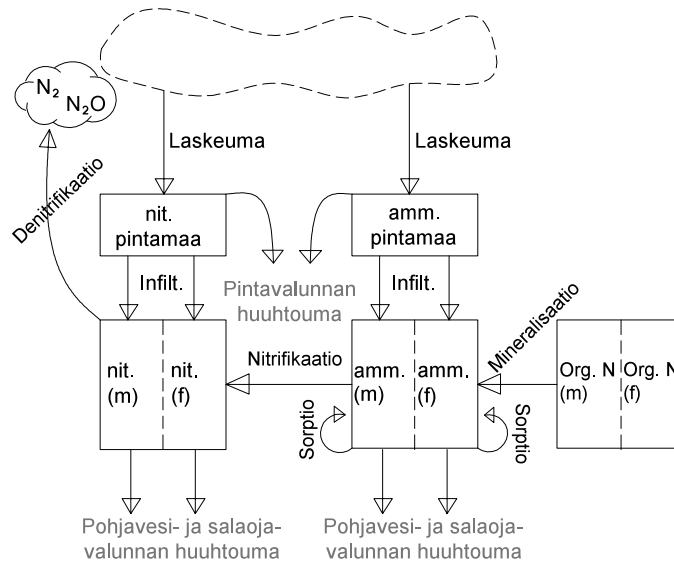 N2
N2O
Laskeuma
Laskeuma
Denitrifikaatio
nit.
pintamaa
amm.
pintamaa
Infilt.
Pintavalunnan
huuhtouma
Infilt.
nit.
(m)
nit.
(f)
Nitrifikaatio
amm.
(m)
amm.
(f)
Mineralisaatio
Org. N
(m)
Org. N
(f)
Sorptio
Sorptio
Pohjavesi- ja salaoja-
valunnan huuhtouma
Pohjavesi- ja salaoja-
valunnan huuhtouma